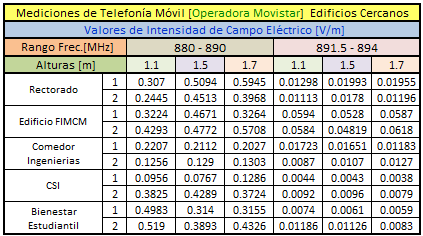 Mediciones de Telefonía Móvil [Operadora Movistar] Edificios Cercanos
Valores de Intensidad de Campo Eléctrico [V/m]
Rango Frec.[MHz] 880 - 890 891.5 - 894
Alturas [m] 1.1 1.5 1.7 1.1 1.5 1.7
Rectorado 1 0.307 0.5094 0.5945 0.01298 0.01993 0.01955
2 0.2445 0.4513 0.3968 0.01113 0.0178 0.01196
Edificio FIMCM 1 0.3224 0.4671 0.3264 0.0594 0.0528 0.0587
2 0.4293 0.4772 0.5708 0.0584 0.04819 0.0618
Comedor Ingenierias 1 0.2207 0.2112 0.2027 0.01723 0.01651 0.01183
2 0.1256 0.129 0.1303 0.0087 0.0107 0.0127
CSI 1 0.0956 0.0767 0.1286 0.0044 0.0043 0.0038
2 0.3825 0.4289 0.3724 0.0092 0.0096 0.0079
Bienestar Estudiantil 1 0.4983 0.314 0.3155 0.0074 0.0061 0.0059
2 0.519 0.3893 0.4326 0.01186 0.01126 0.0083